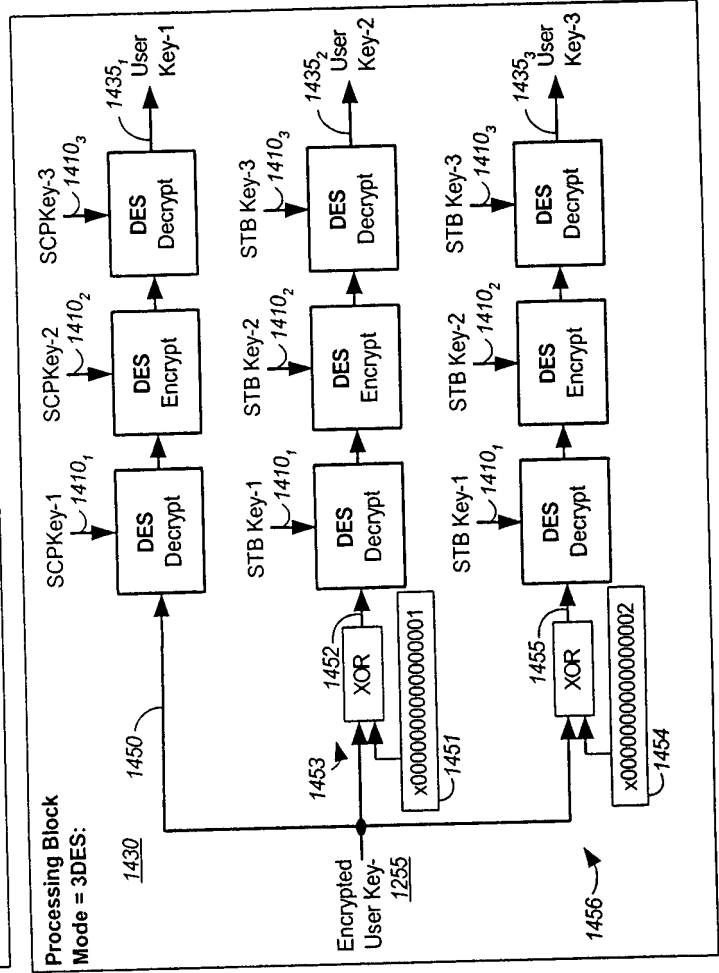 Processing Block
Mode = 3DES:
1430
SCPKey-1
1410₁
SCPKey-2
1410₂
SCPKey-3
1410₃
1450
DES
Decrypt
DES
Encrypt
DES
Decrypt
1435₁
User
Key-1
Encrypted
User Key-
1255
1453
XOR
1452
x0000000000000001
1451
STB Key-1
1410₁
STB Key-2
1410₂
STB Key-3
1410₃
DES
Decrypt
DES
Encrypt
DES
Decrypt
1435₂
User
Key-2
1456
XOR
1455
x0000000000000002
1454
STB Key-1
1410₁
STB Key-2
1410₂
STB Key-3
1410₃
DES
Decrypt
DES
Encrypt
DES
Decrypt
1435₃
User
Key-3